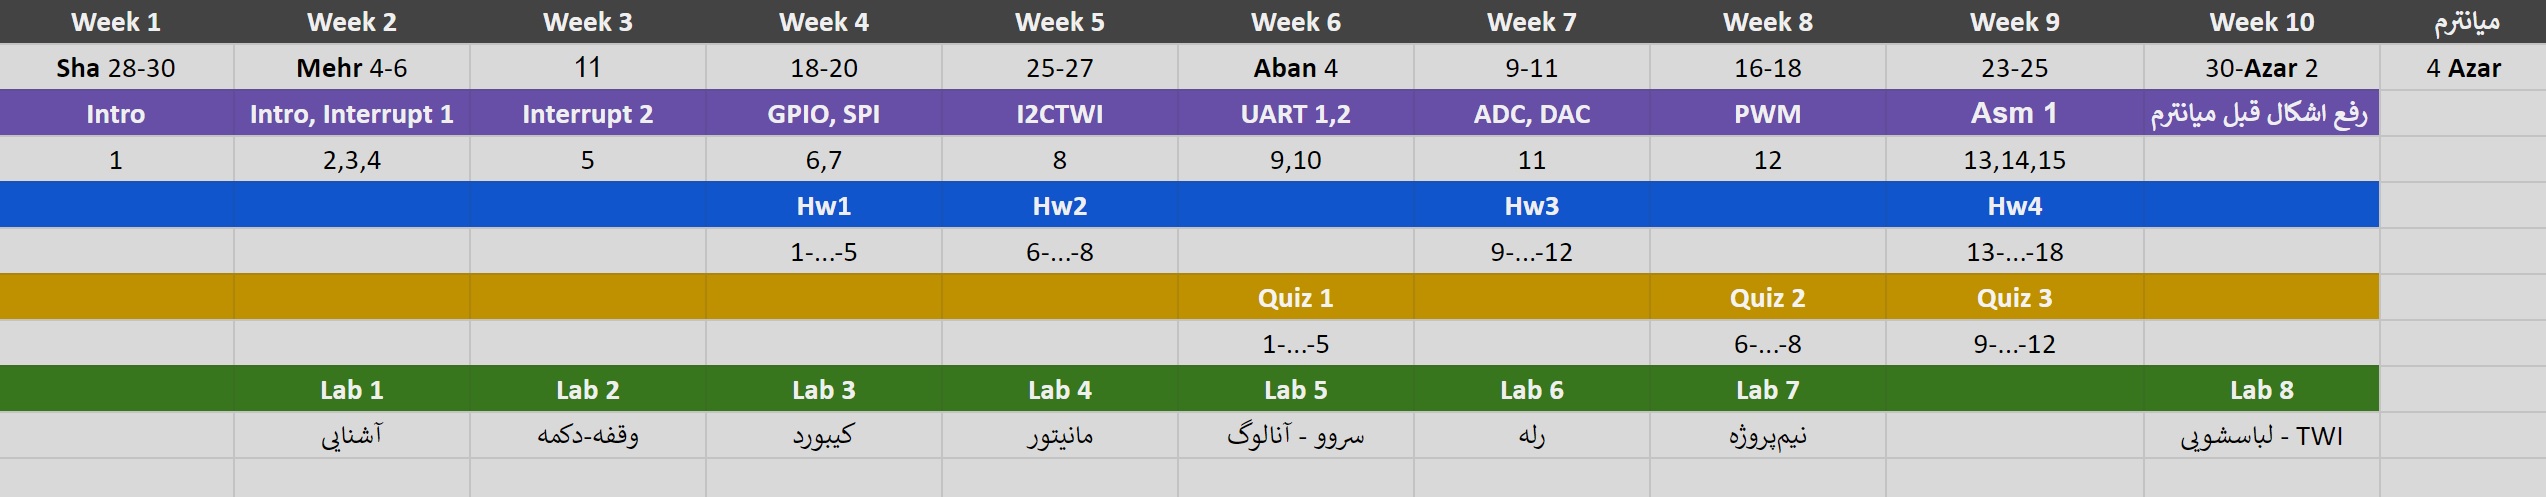 Week 1 Week 2 Week 3 Week 4 Week 5 Week 6 Week 7 Week 8 Week 9 Week 10 میانترم
Sha 28-30 Mehr 4-6 11 18-20 25-27 Aban 4 9-11 16-18 23-25 30-Azar 2 4 Azar
Intro Intro, Interrupt 1 Interrupt 2 GPIO, SPI I2CTWI UART 1,2 ADC, DAC PWM Asm 1 رفع اشکال قبل میانترم
1 2,3,4 5 6,7 8 9,10 11 12 13,14,15
Hw1 Hw2 Hw3 Hw4
1-...-5 6-...-8 9-...-12 13-...-18
Quiz 1 Quiz 2 Quiz 3
1-...-5 6-...-8 9-...-12
Lab 1 Lab 2 Lab 3 Lab 4 Lab 5 Lab 6 Lab 7 Lab 8
آشنایی وقفه-دکمه کیبورد مانیتور سروو - آنالوگ رله نیم‌پروژه TWI - لباسشویی